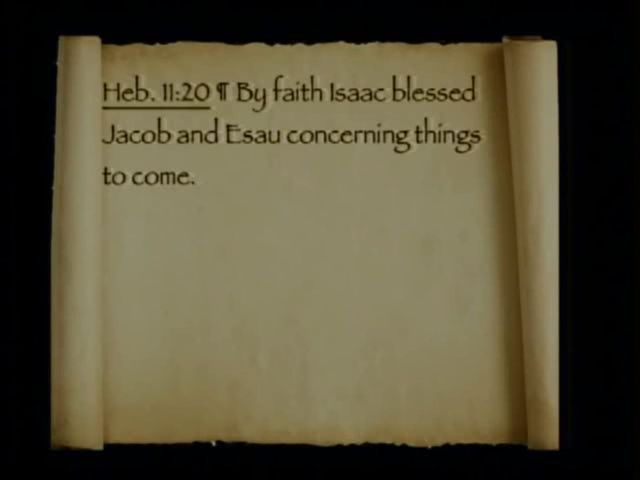 Heb. 11:20 ¶ By faith Isaac blessed
Jacob and Esau concerning things
to come.